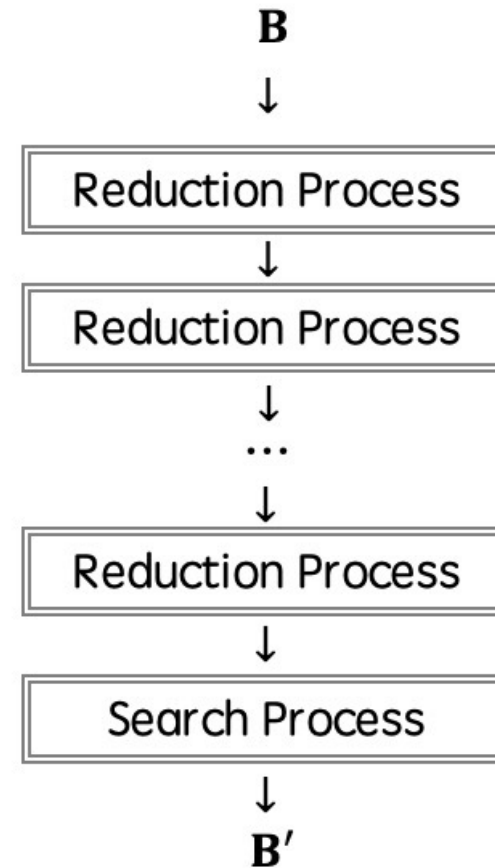 B
↓
Reduction Process
↓
Reduction Process
↓
...
↓
Reduction Process
↓
Search Process
↓
B′